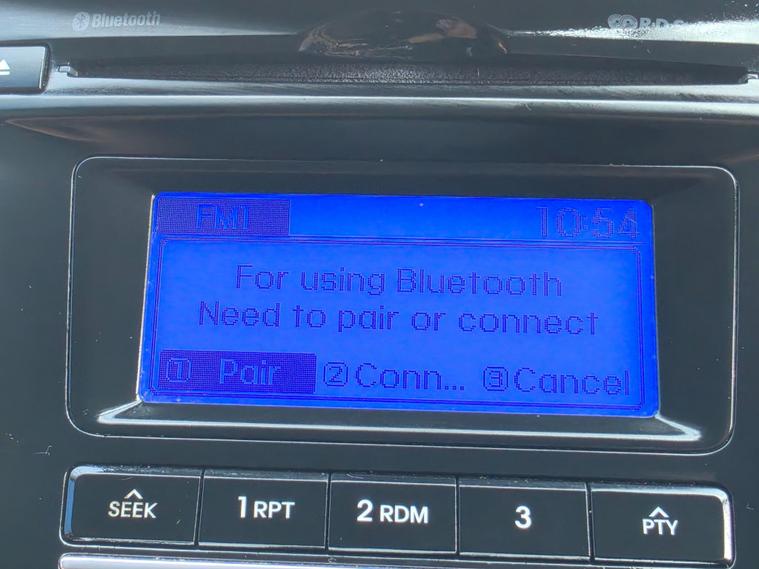 Bluetooth
R·D·S
FM1 10:54
For using Bluetooth
Need to pair or connect
① Pair ② Conn... ③ Cancel
SEEK 1 RPT 2 RDM 3 PTY